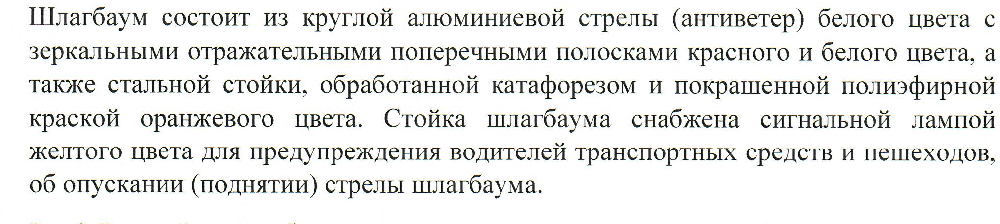 Шлагбаум состоит из круглой алюминиевой стрелы (антиветер) белого цвета с
зеркальными отражательными поперечными полосками красного и белого цвета, а
также стальной стойки, обработанной катафорезом и покрашенной полиэфирной
краской оранжевого цвета. Стойка шлагбаума снабжена сигнальной лампой
желтого цвета для предупреждения водителей транспортных средств и пешеходов,
об опускании (поднятии) стрелы шлагбаума.